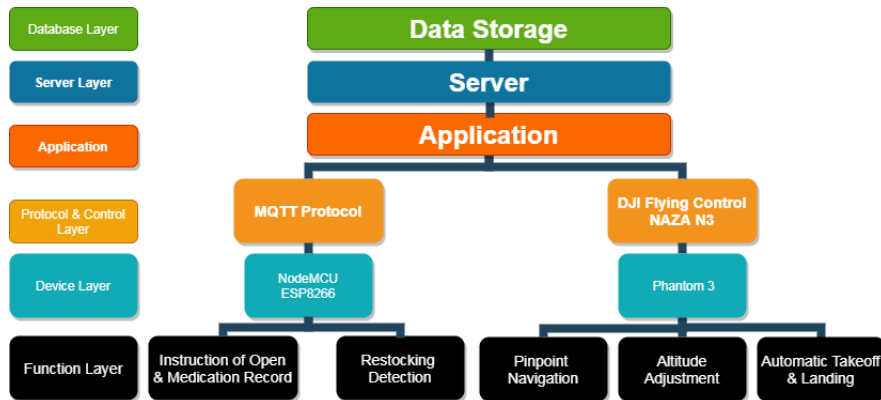 Database Layer
Data Storage
Server Layer
Server
Application
Application
Protocol & Control
Layer
MQTT Protocol
DJI Flying Control
NAZA N3
Device Layer
NodeMCU
ESP8266
Phantom 3
Function Layer
Instruction of Open
& Medication Record
Restocking
Detection
Pinpoint
Navigation
Altitude
Adjustment
Automatic Takeoff
& Landing